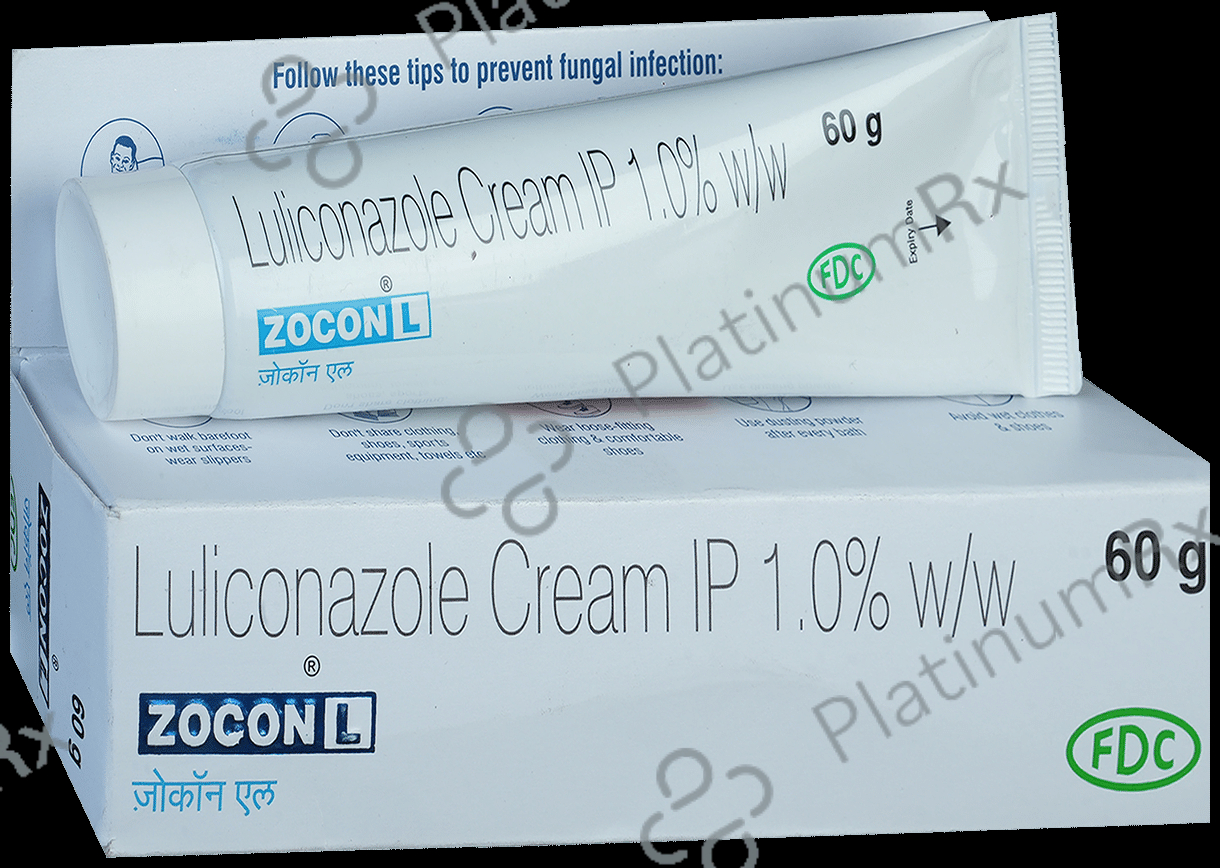 Follow these tips to prevent fungal infection:
60 g
Luliconazole Cream IP 1.0% w/w
Expiry Date
FDC
®
ZOCON L
ज़ोकॉन एल
Don't walk barefoot
on wet surfaces-
wear slippers
Don't share clothing
shoes, sports
equipment, towels etc
Wear loose-fitting
clothing & comfortable
shoes
Use dusting powder
after every bath
Avoid wet clothes
& shoes
Luliconazole Cream IP 1.0% w/w
60 g
®
ZOCON L
ज़ोकॉन एल
FDC
ZOCON L
®
ज़ोकॉन एल
60 g
PlatinumRx
PlatinumRx
PlatinumRx